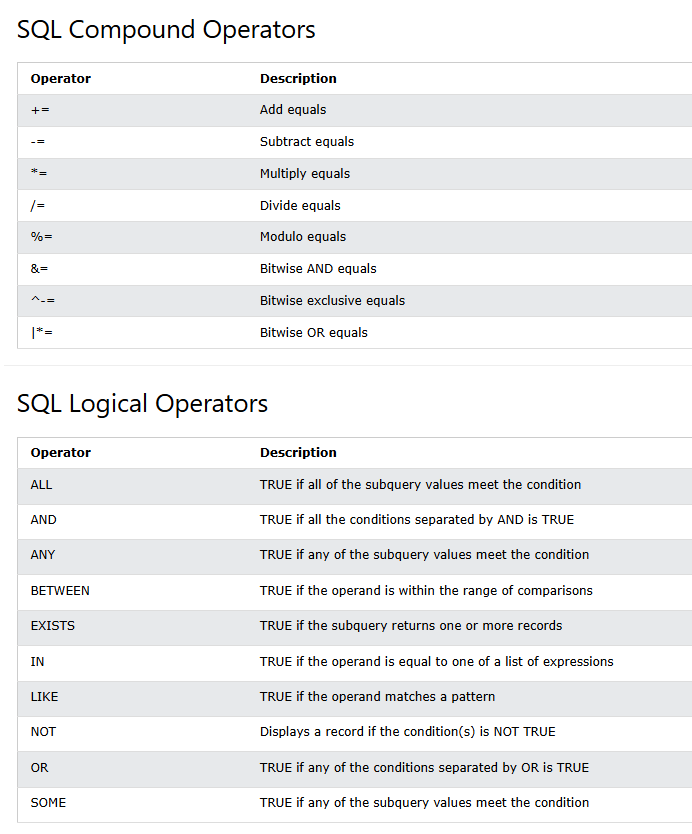 SQL Compound Operators
Operator Description
+= Add equals
-= Subtract equals
*= Multiply equals
/= Divide equals
%= Modulo equals
&= Bitwise AND equals
^-= Bitwise exclusive equals
|*= Bitwise OR equals
SQL Logical Operators
Operator Description
ALL TRUE if all of the subquery values meet the condition
AND TRUE if all the conditions separated by AND is TRUE
ANY TRUE if any of the subquery values meet the condition
BETWEEN TRUE if the operand is within the range of comparisons
EXISTS TRUE if the subquery returns one or more records
IN TRUE if the operand is equal to one of a list of expressions
LIKE TRUE if the operand matches a pattern
NOT Displays a record if the condition(s) is NOT TRUE
OR TRUE if any of the conditions separated by OR is TRUE
SOME TRUE if any of the subquery values meet the condition